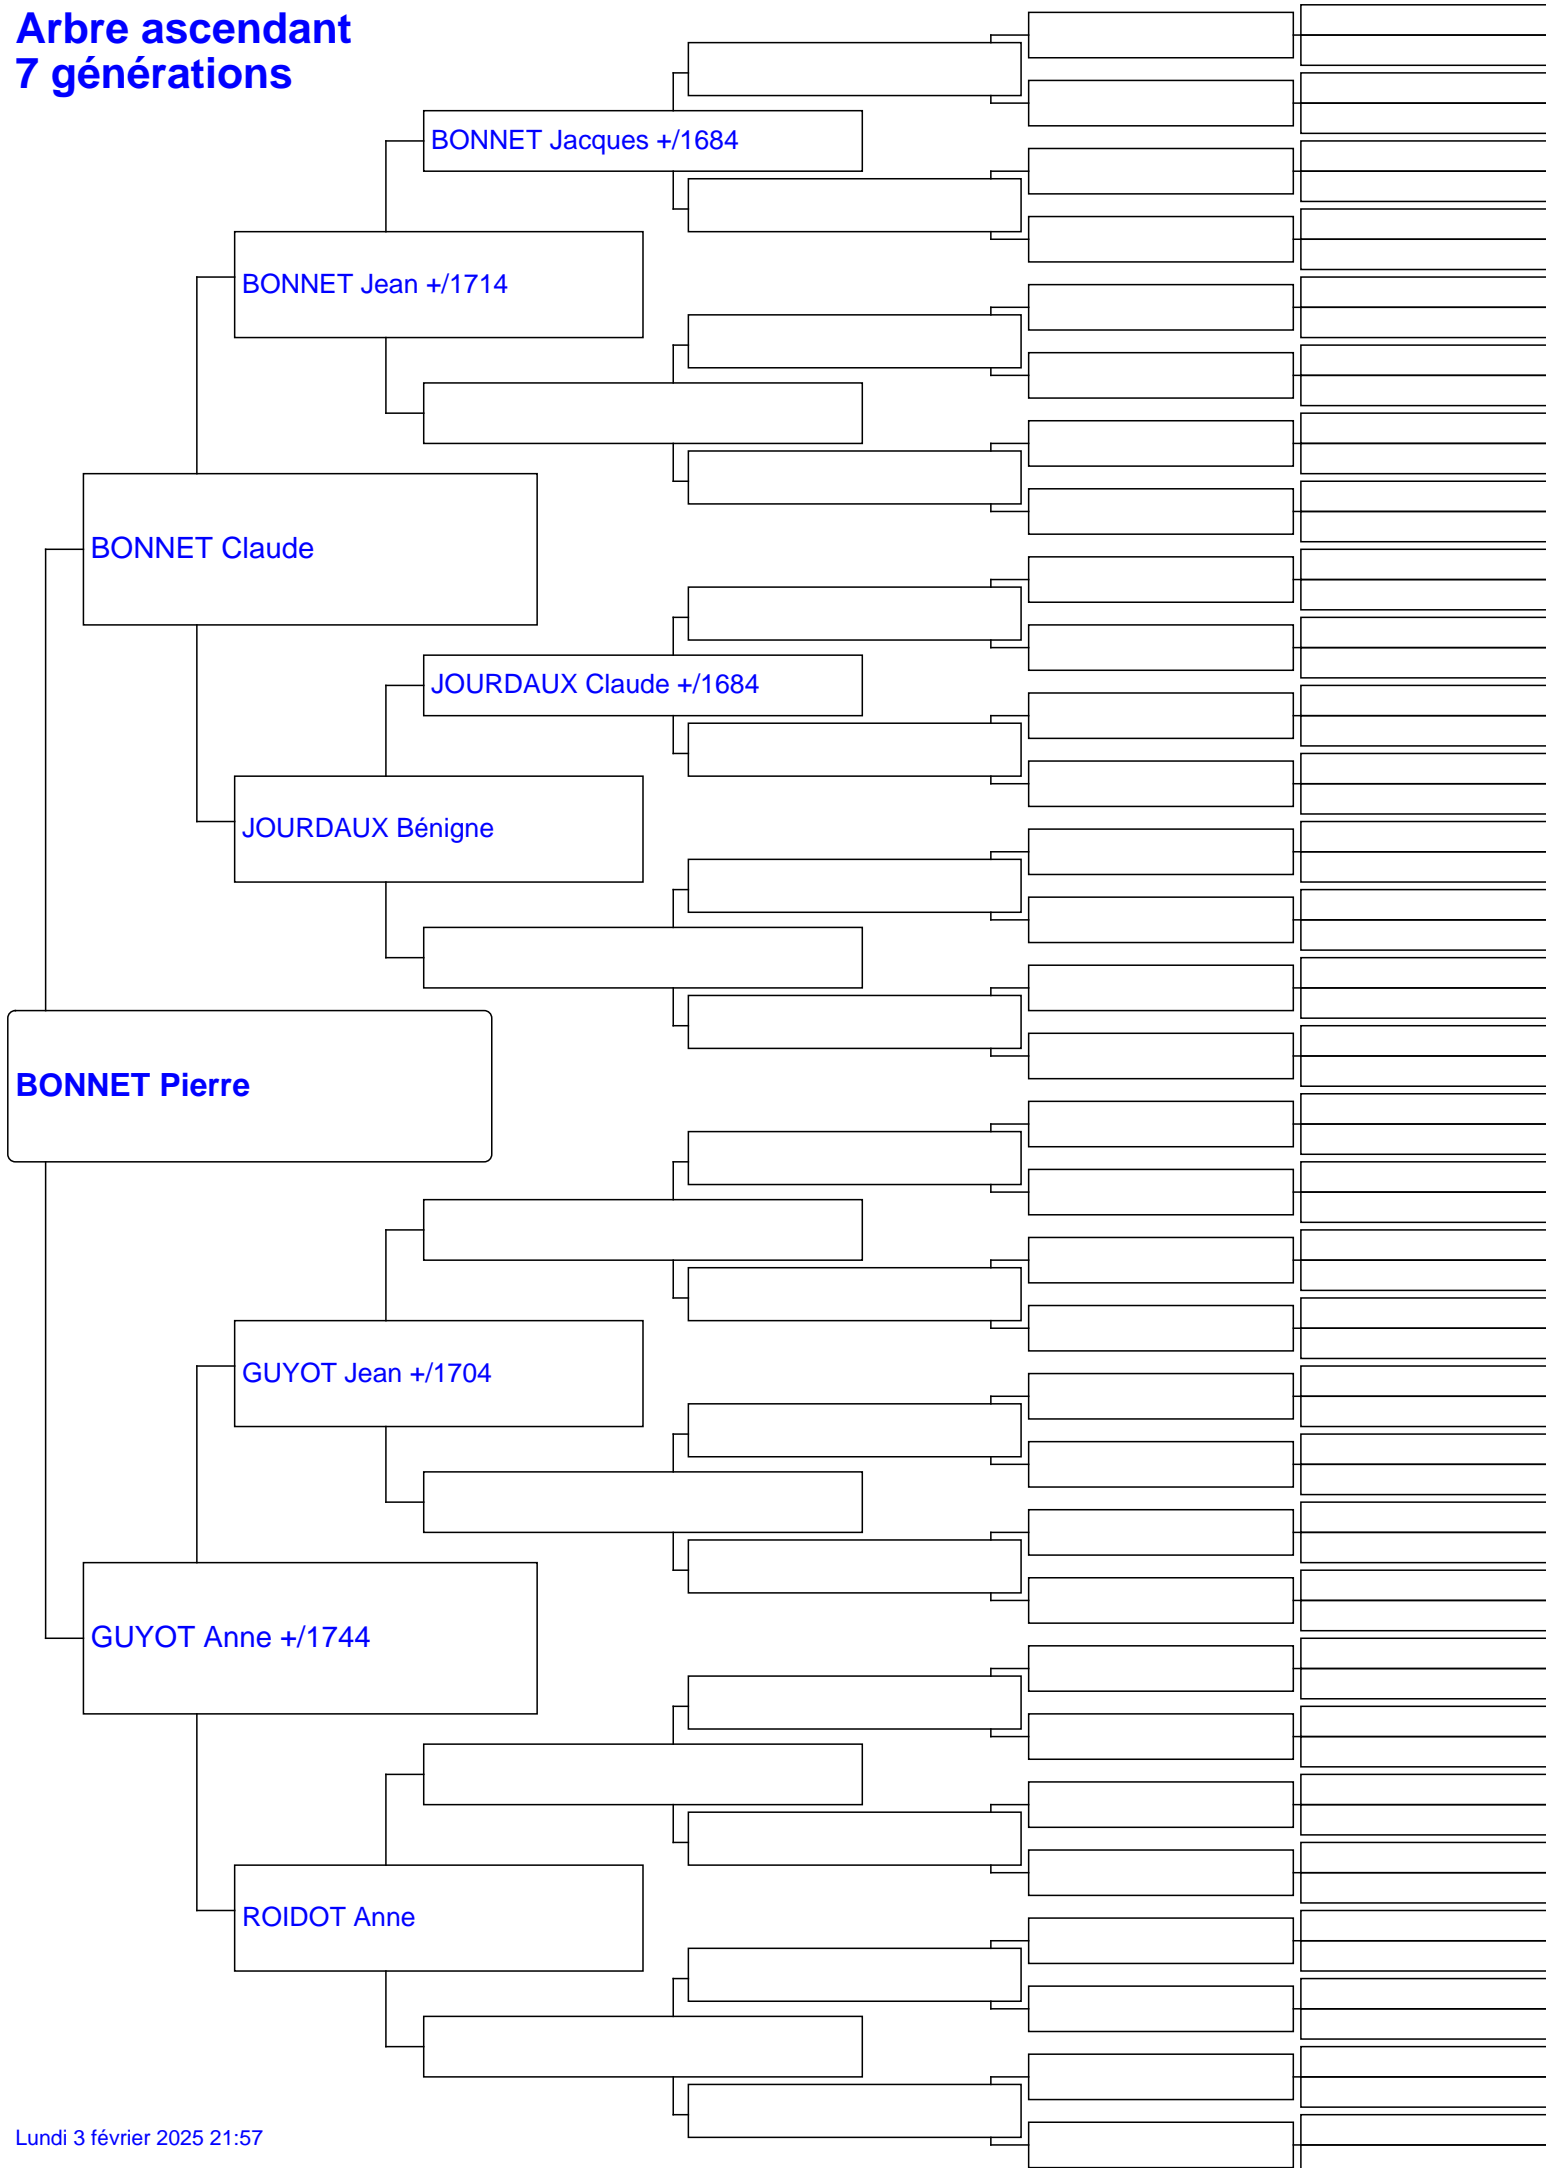 Arbre ascendant
7 générations
BONNET Jacques +/1684
BONNET Jean +/1714
BONNET Claude
JOURDAUX Claude +/1684
JOURDAUX Bénigne
BONNET Pierre
GUYOT Jean +/1704
GUYOT Anne +/1744
ROIDOT Anne
Lundi 3 février 2025 21:57